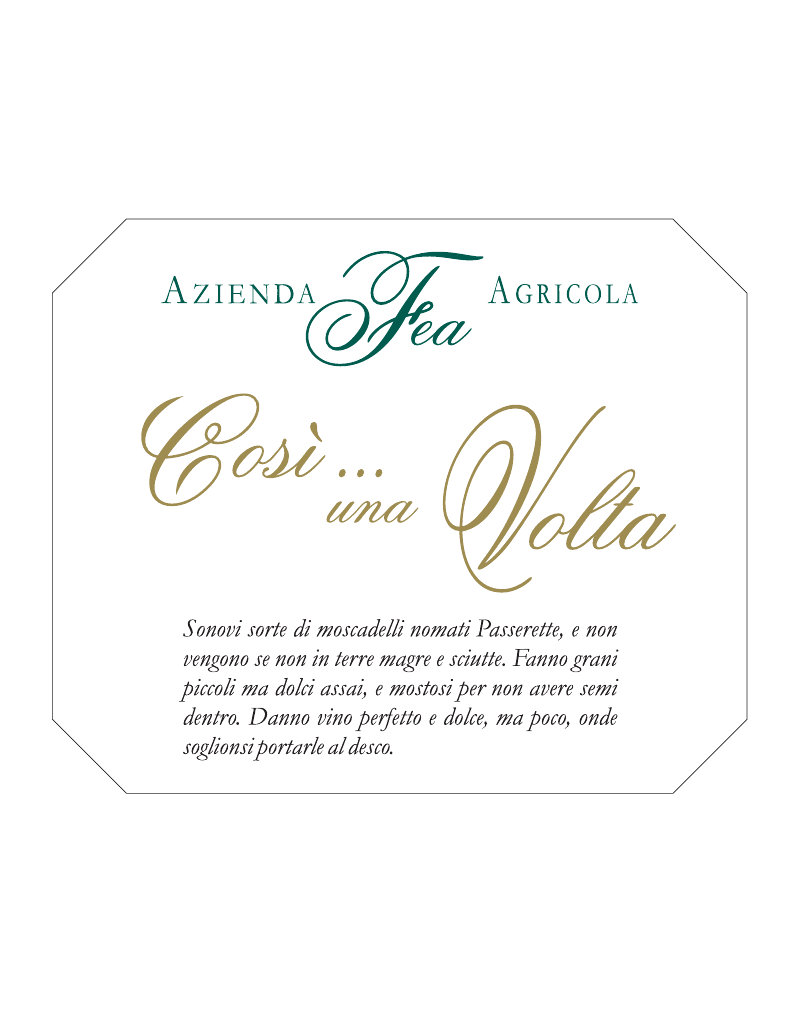 Azienda Fea Agricola
Così ...
una Volta
Sonovi sorte di moscadelli nomati Passerette, e non
vengono se non in terre magre e sciutte. Fanno grani
piccoli ma dolci assai, e mostosi per non avere semi
dentro. Danno vino perfetto e dolce, ma poco, onde
soglionsi portarle al desco.